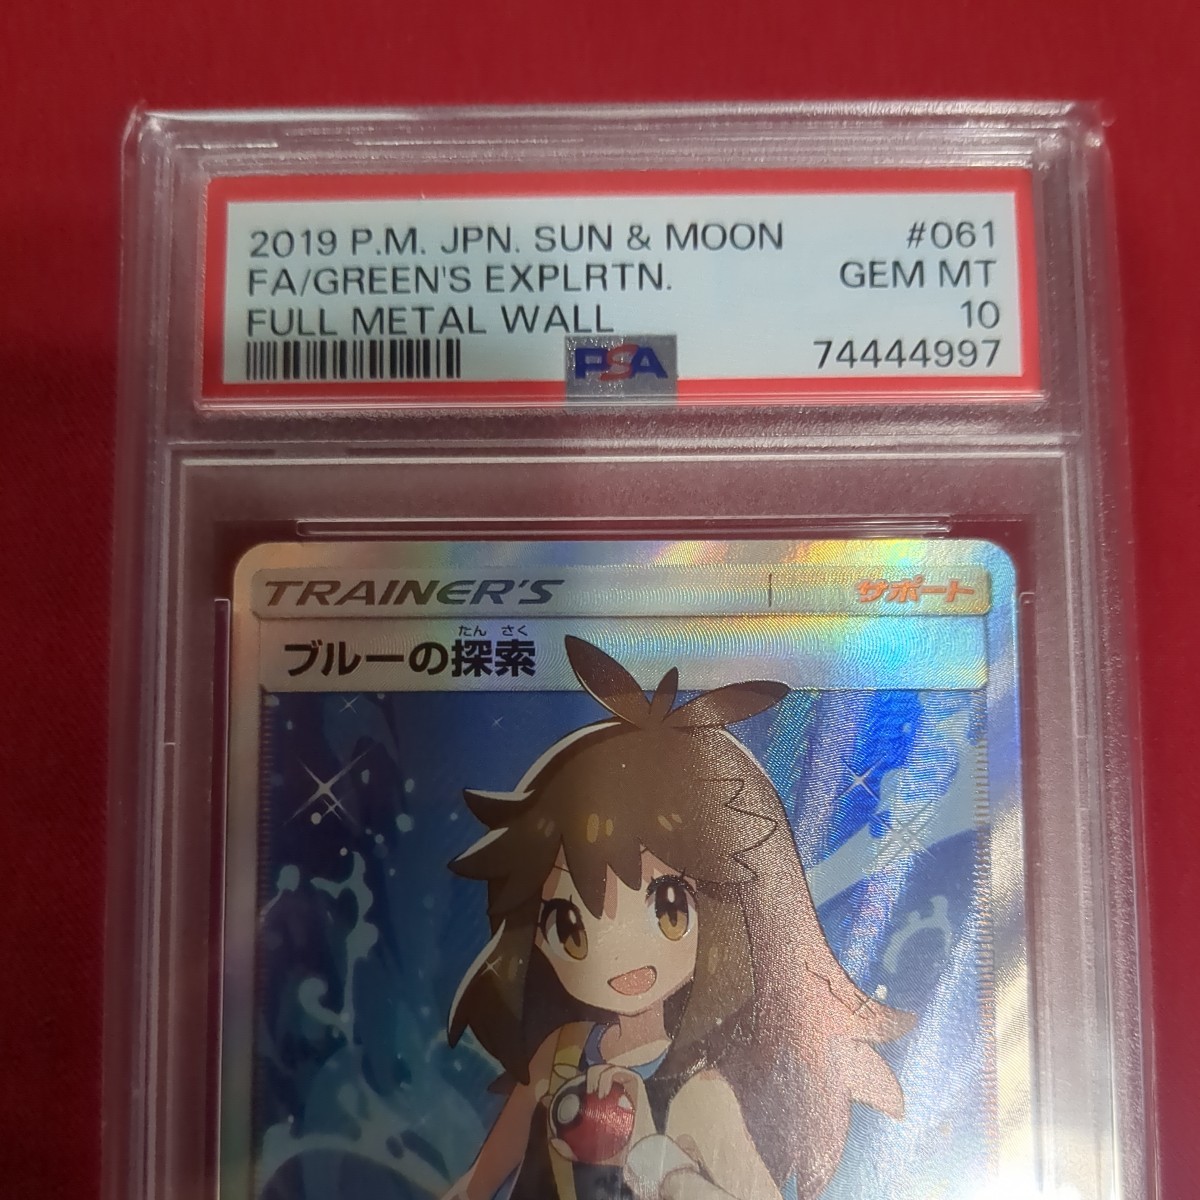 2019 P.M. JPN. SUN & MOON #061
FA/GREEN'S EXPLRTN. GEM MT
FULL METAL WALL 10
PSA 74444997
TRAINER'S サポート
たん さく
ブルーの探索